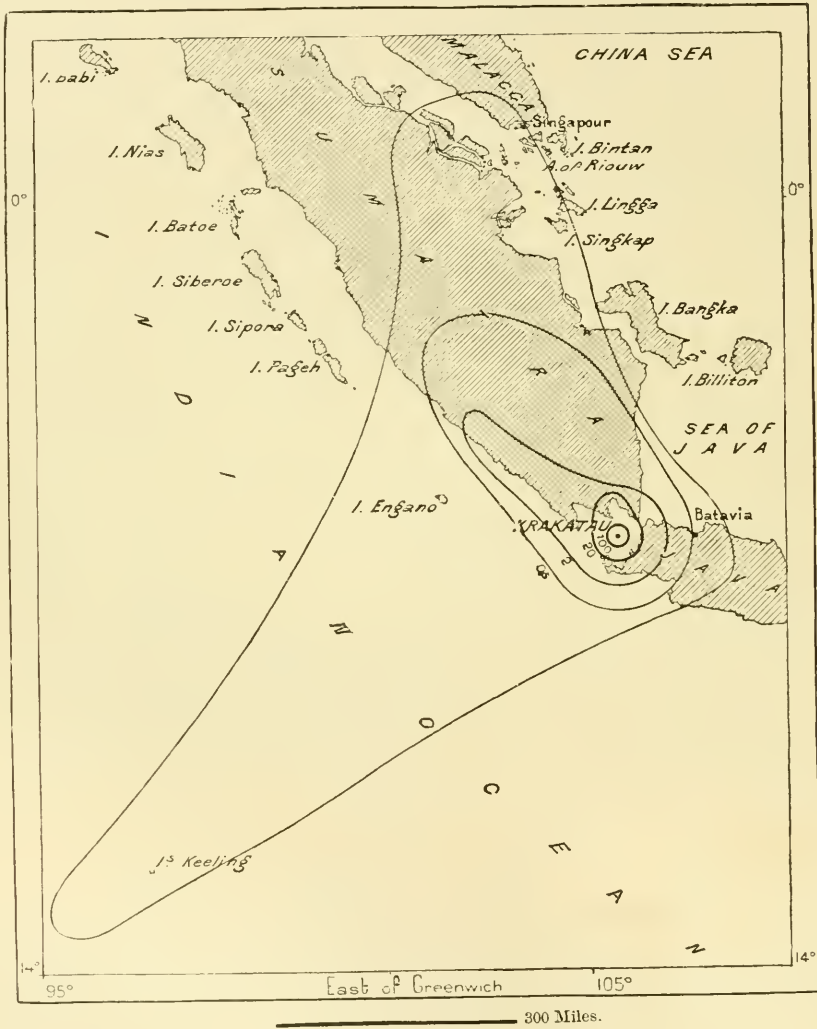 CHINA SEA
I. Babi
MALACCA
SUMATRA
Singapour
I. Bintan
A. of Riouw
I. Nias
0°
0°
I. Lingga
I. Batoe
I. Singkap
I. Siberoe
I. Bangka
I. Sipora
I. Pageh
I. Billiton
SEA OF
JAVA
I. Engano
KRAKATAU
Batavia
100
20
2
JAVA
INDIAN OCEAN
Is Keeling
14°
14°
95°
East of Greenwich
105°
300 Miles.